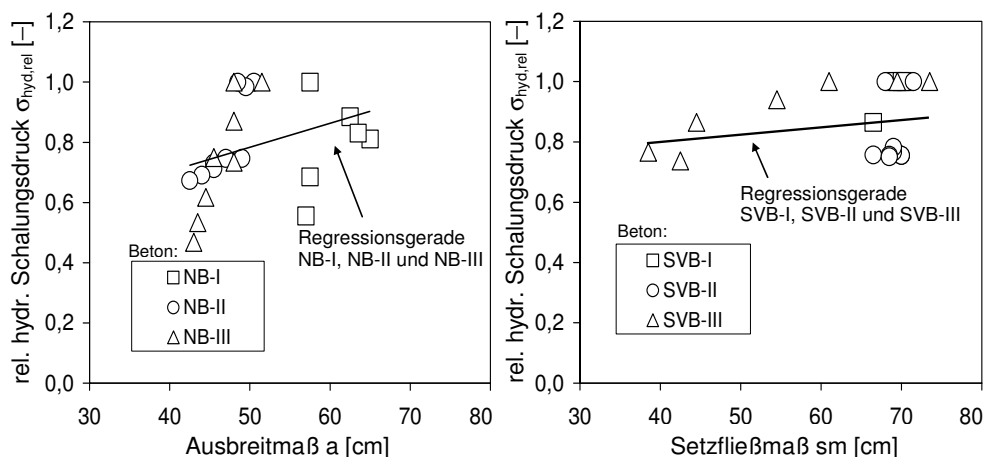 rel. hydr. Schalungsdruck σhyd,rel [–]
1,2
1,0
0,8
0,6
0,4
0,2
0,0
30 40 50 60 70 80
Ausbreitmaß a [cm]
Regressionsgerade
NB-I, NB-II und NB-III
Beton:
NB-I
NB-II
NB-III
rel. hydr. Schalungsdruck σhyd,rel [–]
1,2
1,0
0,8
0,6
0,4
0,2
0,0
30 40 50 60 70 80
Setzfließmaß sm [cm]
Regressionsgerade
SVB-I, SVB-II und SVB-III
Beton:
SVB-I
SVB-II
SVB-III